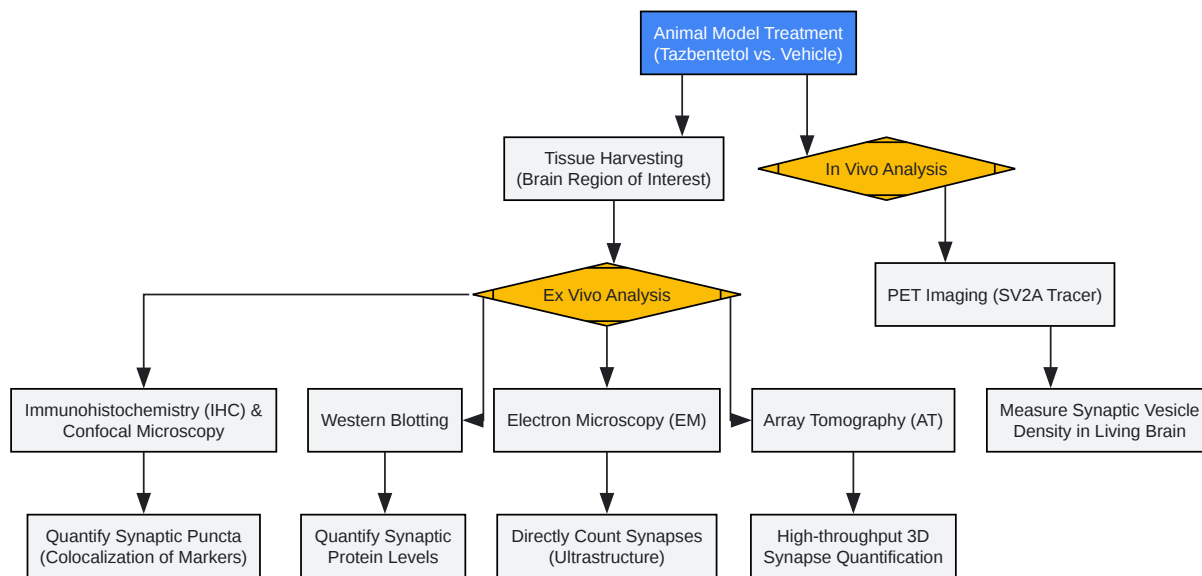 Animal Model Treatment
(Tazbentetol vs. Vehicle)
Tissue Harvesting
(Brain Region of Interest)
In Vivo Analysis
Ex Vivo Analysis
PET Imaging (SV2A Tracer)
Immunohistochemistry (IHC) &
Confocal Microscopy
Western Blotting
Electron Microscopy (EM)
Array Tomography (AT)
Measure Synaptic Vesicle
Density in Living Brain
Quantify Synaptic Puncta
(Colocalization of Markers)
Quantify Synaptic
Protein Levels
Directly Count Synapses
(Ultrastructure)
High-throughput 3D
Synapse Quantification